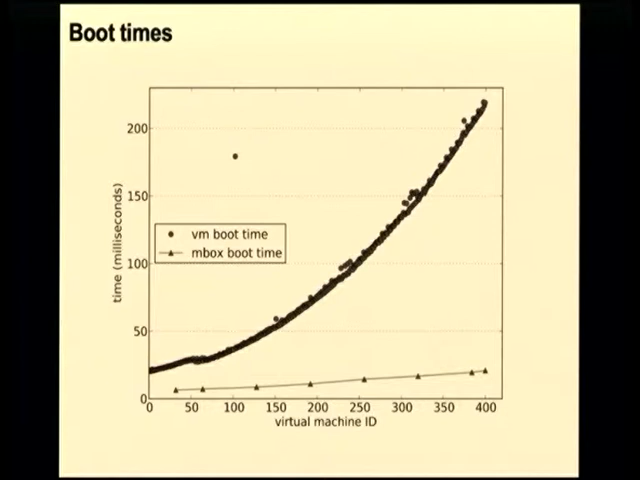 Boot times
time (milliseconds)
200
150
100
50
0
vm boot time
mbox boot time
0 50 100 150 200 250 300 350 400
virtual machine ID